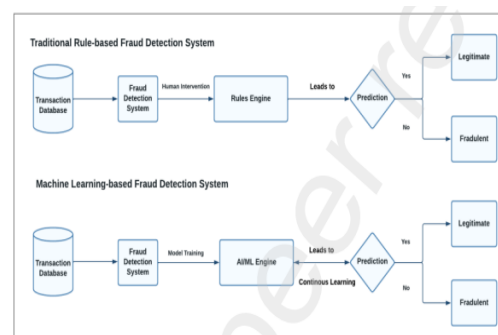 Traditional Rule-based Fraud Detection System
Transaction
Database
Fraud
Detection
System
Human Intervention
Rules Engine
Leads to
Prediction
Yes
No
Legitimate
Fradulent
Machine Learning-based Fraud Detection System
Transaction
Database
Fraud
Detection
System
Model Training
AI/ML Engine
Leads to
Continous Learning
Prediction
Yes
No
Legitimate
Fradulent
peer re